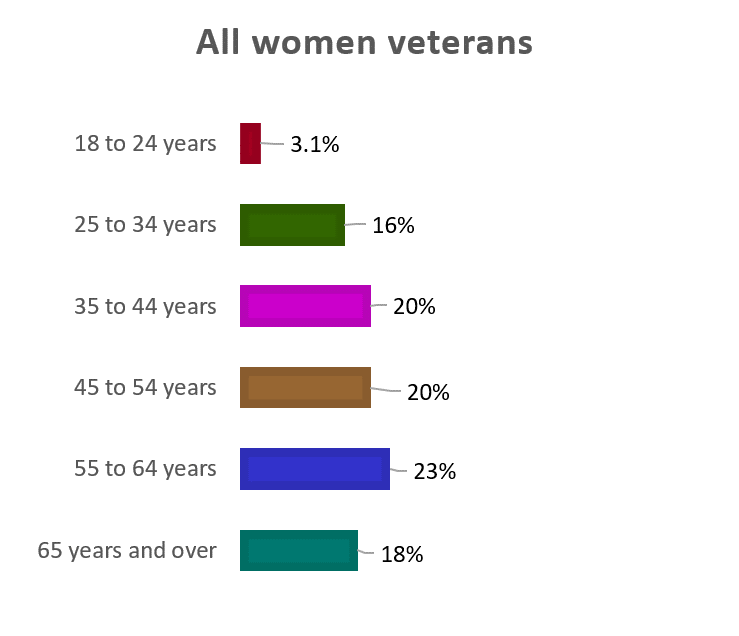 All women veterans
18 to 24 years 3.1%
25 to 34 years 16%
35 to 44 years 20%
45 to 54 years 20%
55 to 64 years 23%
65 years and over 18%